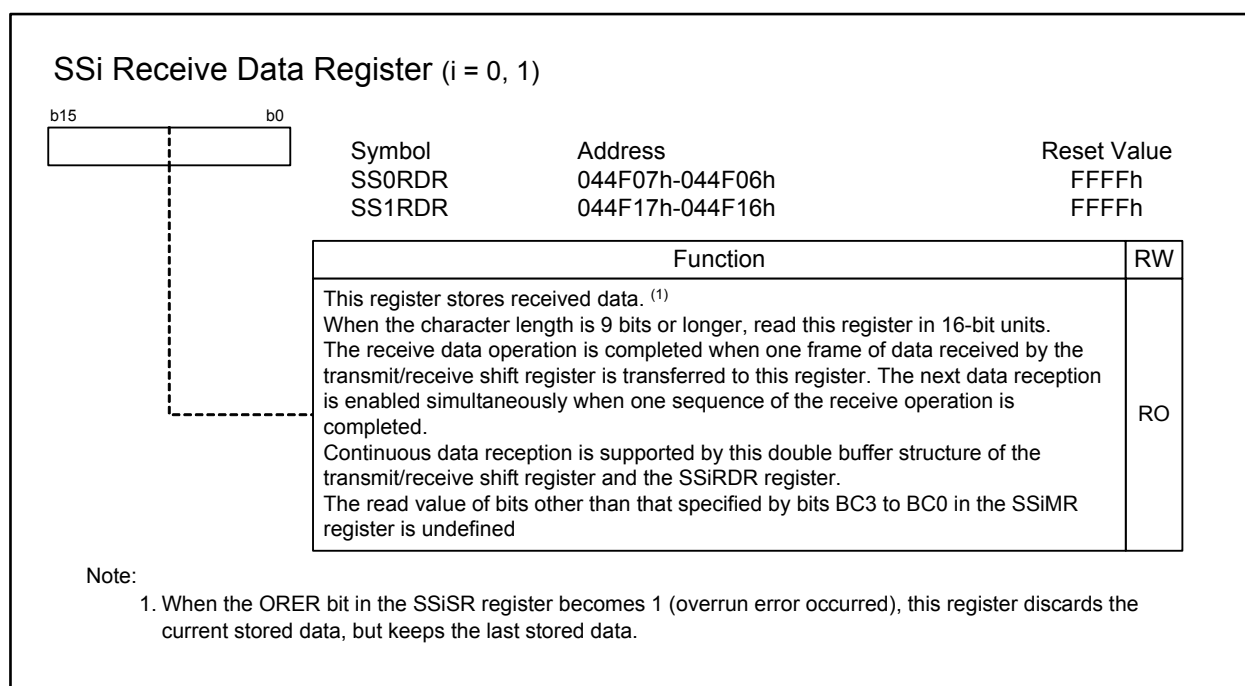 SSi Receive Data Register (i = 0, 1)
b15 b0
Symbol Address Reset Value
SS0RDR 044F07h-044F06h FFFFh
SS1RDR 044F17h-044F16h FFFFh
Function RW
This register stores received data. (1)
When the character length is 9 bits or longer, read this register in 16-bit units.
The receive data operation is completed when one frame of data received by the
transmit/receive shift register is transferred to this register. The next data reception
is enabled simultaneously when one sequence of the receive operation is
completed.
RO
Continuous data reception is supported by this double buffer structure of the
transmit/receive shift register and the SSiRDR register.
The read value of bits other than that specified by bits BC3 to BC0 in the SSiMR
register is undefined
Note:
1. When the ORER bit in the SSiSR register becomes 1 (overrun error occurred), this register discards the
current stored data, but keeps the last stored data.